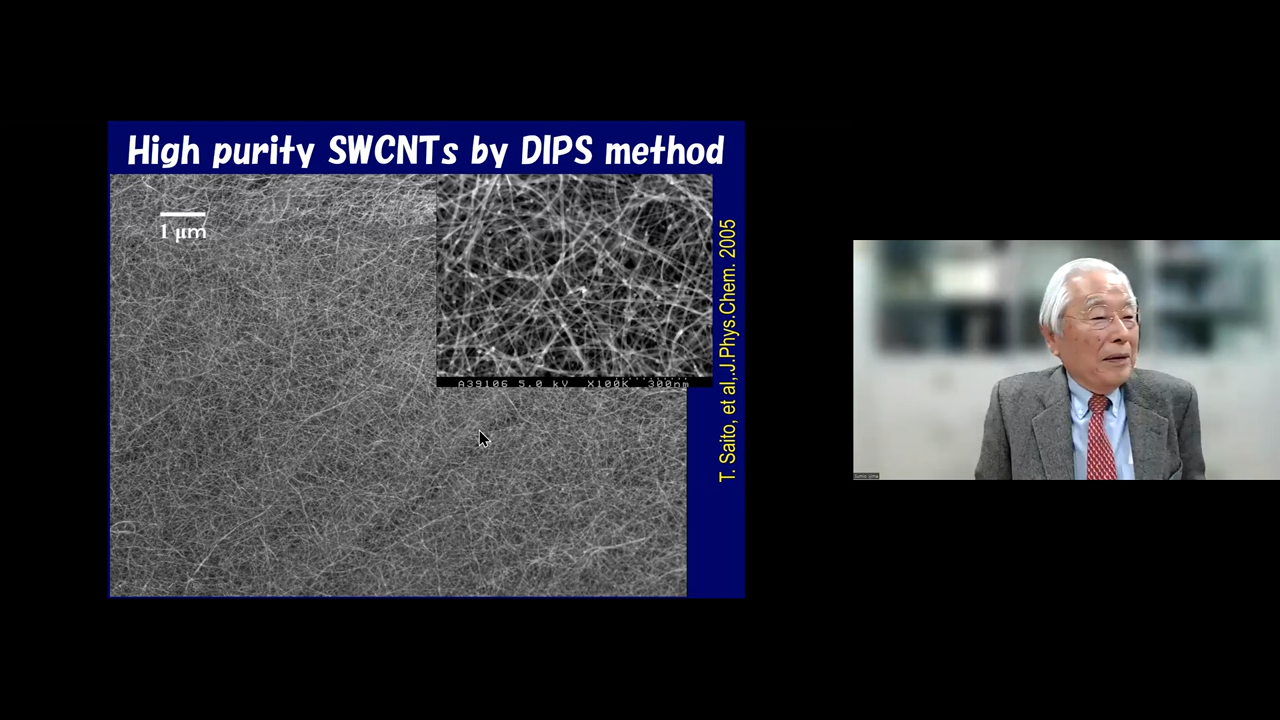 High purity SWCNTs by DIPS method
1 μm
A39106 5.0 kV X100K 300nm
T. Saito, et al,.J.Phys.Chem. 2005